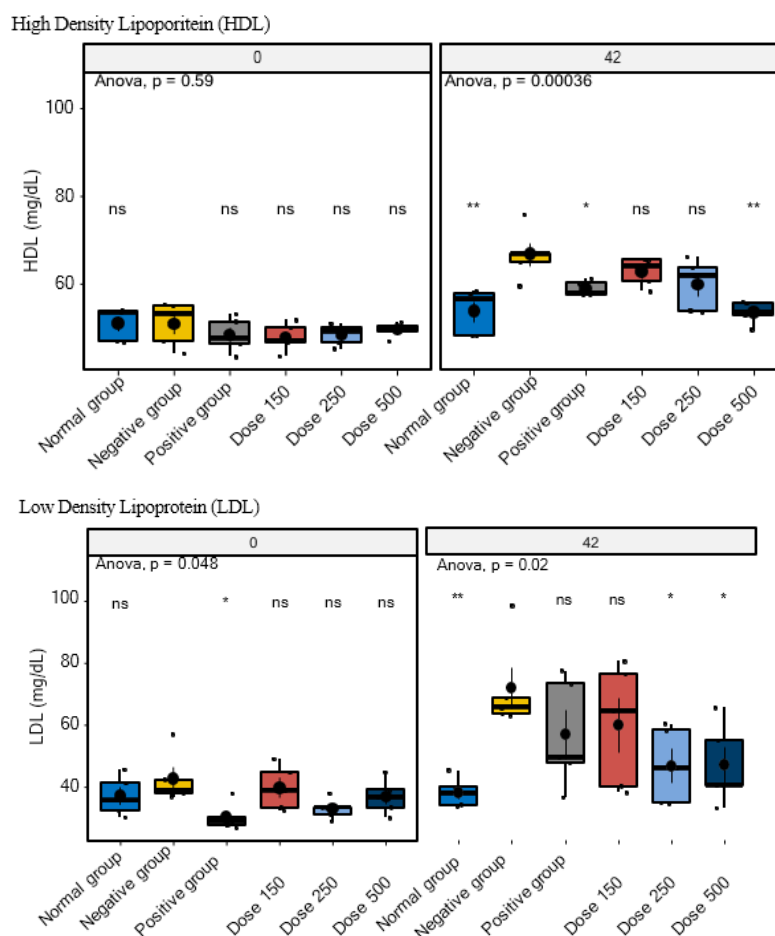 High Density Lipoporitein (HDL)
0
42
Anova, p = 0.59
Anova, p = 0.00036
100
80
60
HDL (mg/dL)
ns
ns
ns
ns
ns
**
*
ns
ns
**
Normal group
Negative group
Positive group
Dose 150
Dose 250
Dose 500
Normal group
Negative group
Positive group
Dose 150
Dose 250
Dose 500
Low Density Lipoprotein (LDL)
0
42
Anova, p = 0.048
Anova, p = 0.02
100
80
60
40
LDL (mg/dL)
ns
*
ns
ns
ns
**
ns
ns
*
*
Normal group
Negative group
Positive group
Dose 150
Dose 250
Dose 500
Normal group
Negative group
Positive group
Dose 150
Dose 250
Dose 500